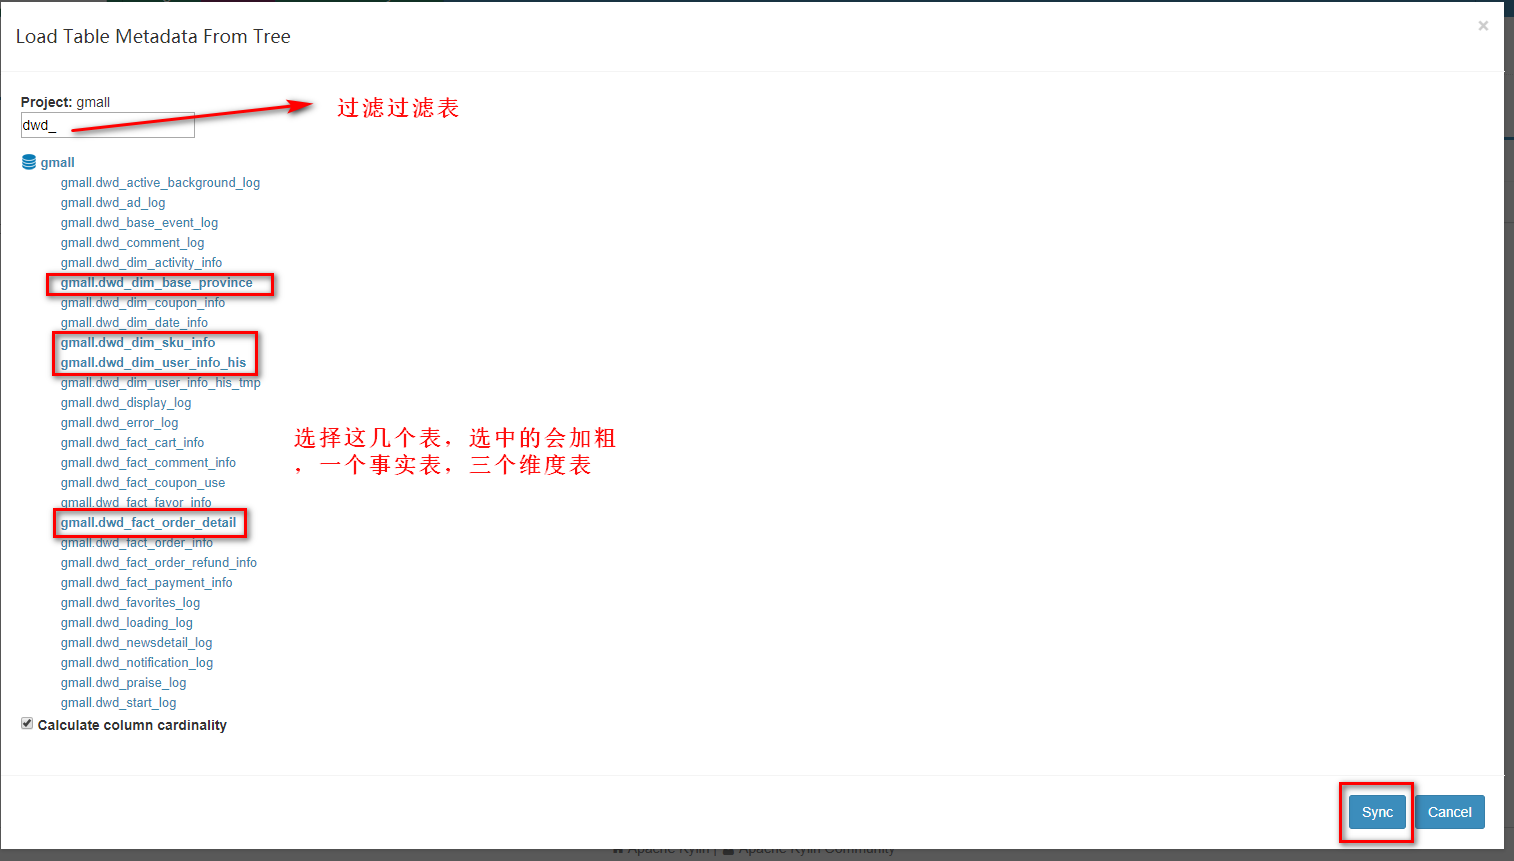 Load Table Metadata From Tree
×
Project: gmall
dwd_
过滤过滤表
gmall
gmall.dwd_active_background_log
gmall.dwd_ad_log
gmall.dwd_base_event_log
gmall.dwd_comment_log
gmall.dwd_dim_activity_info
gmall.dwd_dim_base_province
gmall.dwd_dim_coupon_info
gmall.dwd_dim_date_info
gmall.dwd_dim_sku_info
gmall.dwd_dim_user_info_his
gmall.dwd_dim_user_info_his_tmp
gmall.dwd_display_log
gmall.dwd_error_log
gmall.dwd_fact_cart_info
gmall.dwd_fact_comment_info
gmall.dwd_fact_coupon_use
gmall.dwd_fact_favor_info
gmall.dwd_fact_order_detail
gmall.dwd_fact_order_info
gmall.dwd_fact_order_refund_info
gmall.dwd_fact_payment_info
gmall.dwd_favorites_log
gmall.dwd_loading_log
gmall.dwd_newsdetail_log
gmall.dwd_notification_log
gmall.dwd_praise_log
gmall.dwd_start_log
选择这几个表，选中的会加粗
，一个事实表，三个维度表
Calculate column cardinality
Sync
Cancel
Apache Kylin | Apache Kylin Community